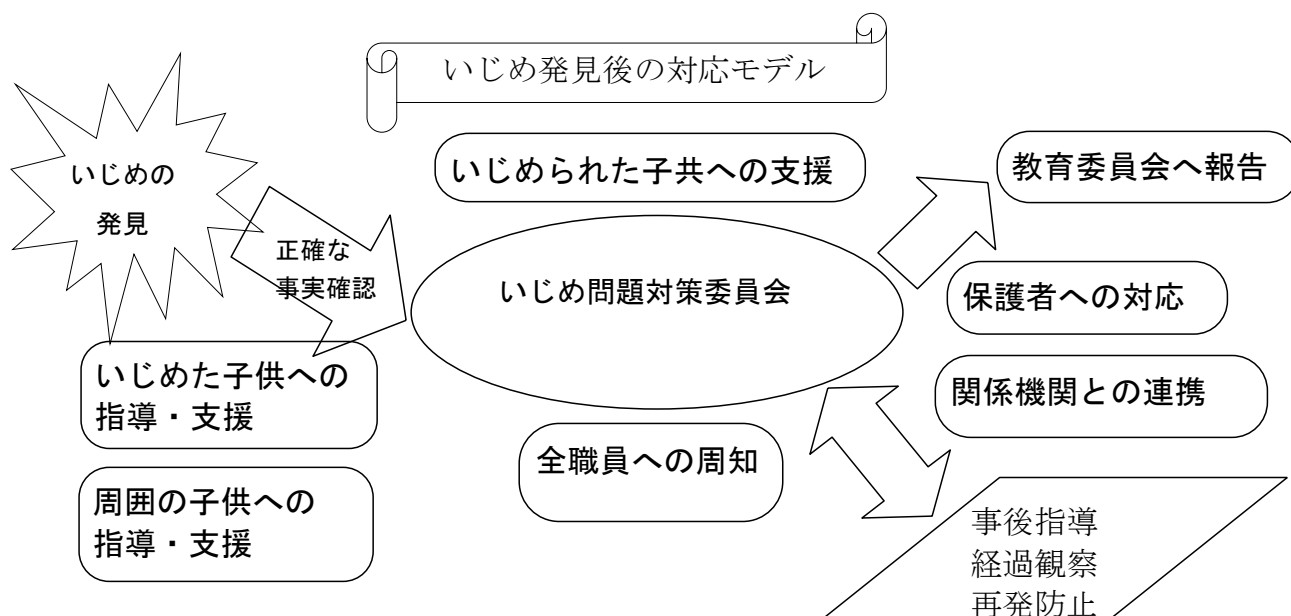 いじめ発見後の対応モデル
いじめの
発見
正確な
事実確認
いじめられた子共への支援
教育委員会へ報告
いじめ問題対策委員会
保護者への対応
いじめた子供への
指導・支援
関係機関との連携
全職員への周知
周囲の子供への
指導・支援
事後指導
経過観察
再発防止